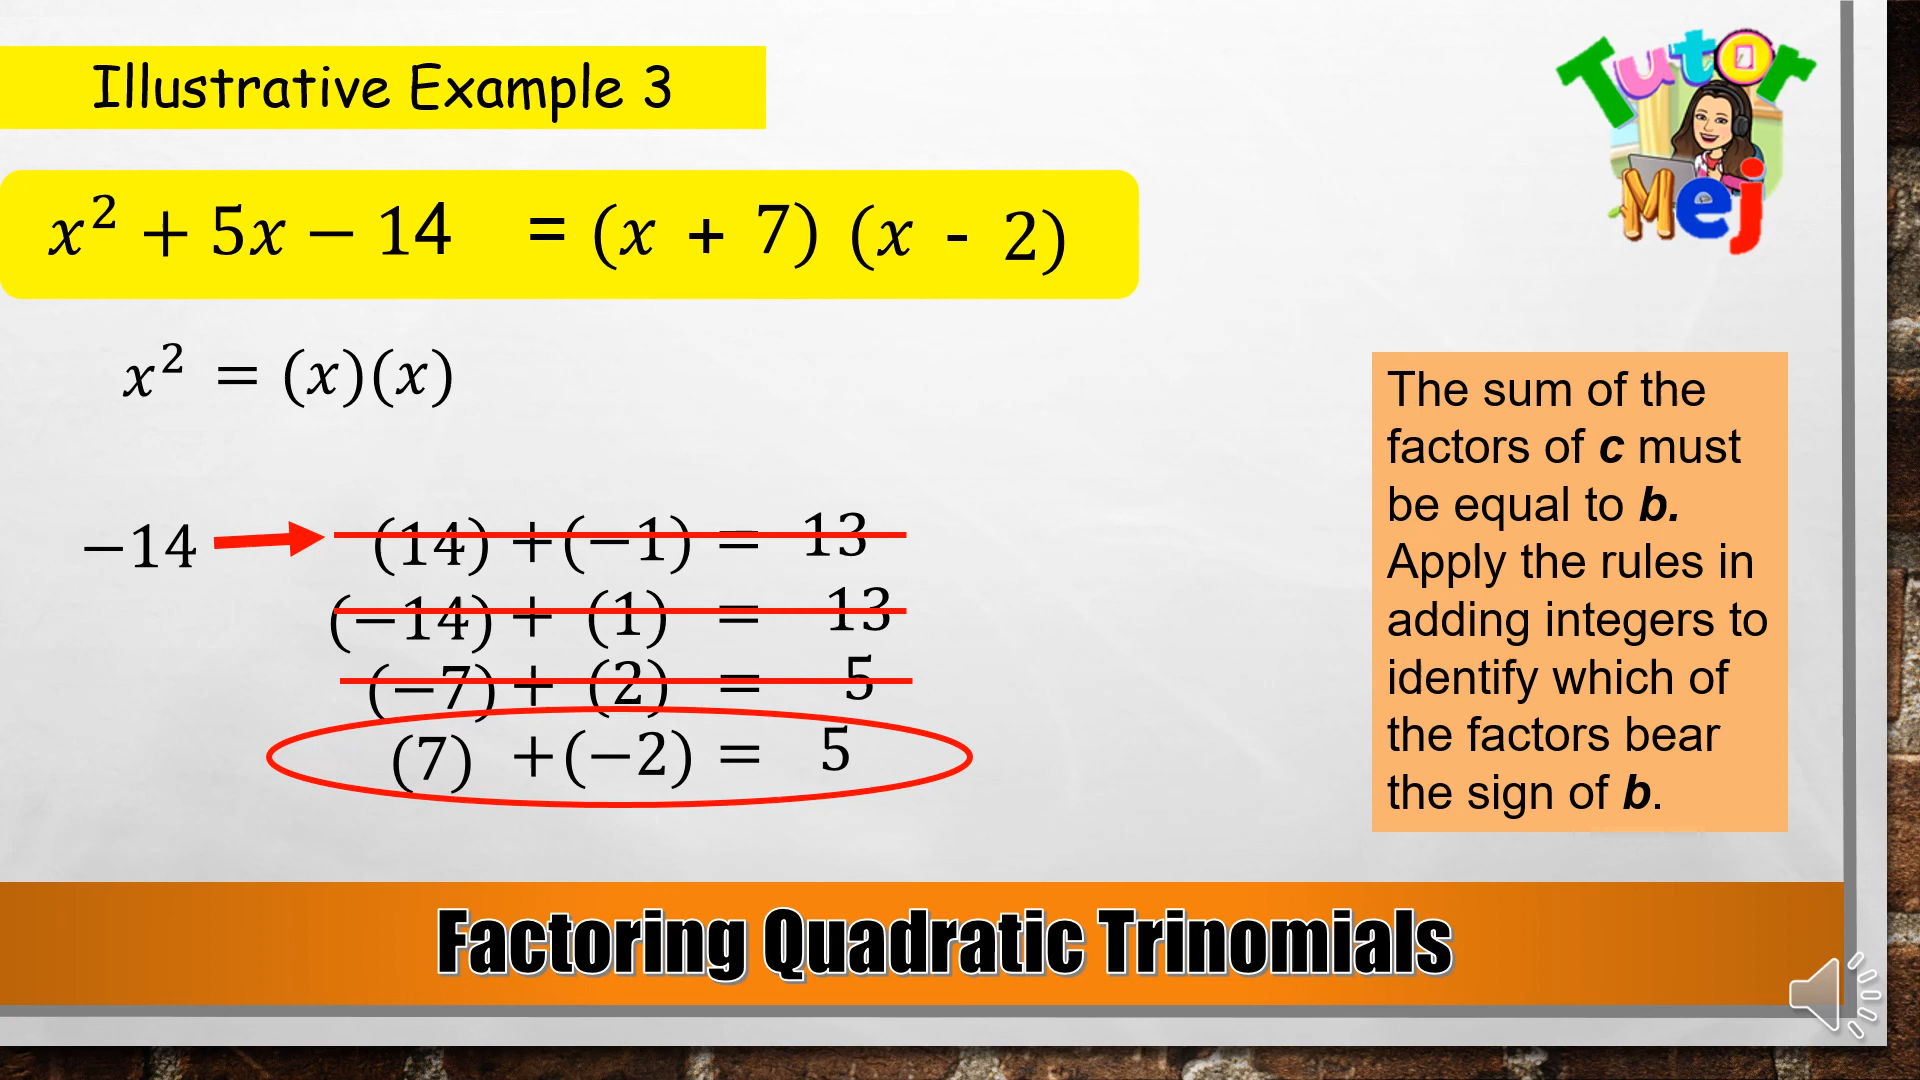 Illustrative Example 3
Tutor
Mej
x² + 5x − 14 = (x + 7) (x - 2)
x² = (x)(x)
−14 (14) + (−1) = 13
(−14) + (1) = 13
(−7) + (2) = 5
(7) + (−2) = 5
The sum of the
factors of c must
be equal to b.
Apply the rules in
adding integers to
identify which of
the factors bear
the sign of b.
Factoring Quadratic Trinomials